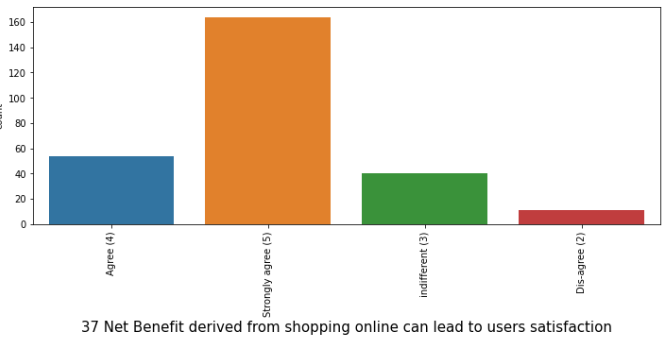 160
140
120
100
80
60
40
20
0
Agree (4)
Strongly agree (5)
indifferent (3)
Dis-agree (2)
37 Net Benefit derived from shopping online can lead to users satisfaction